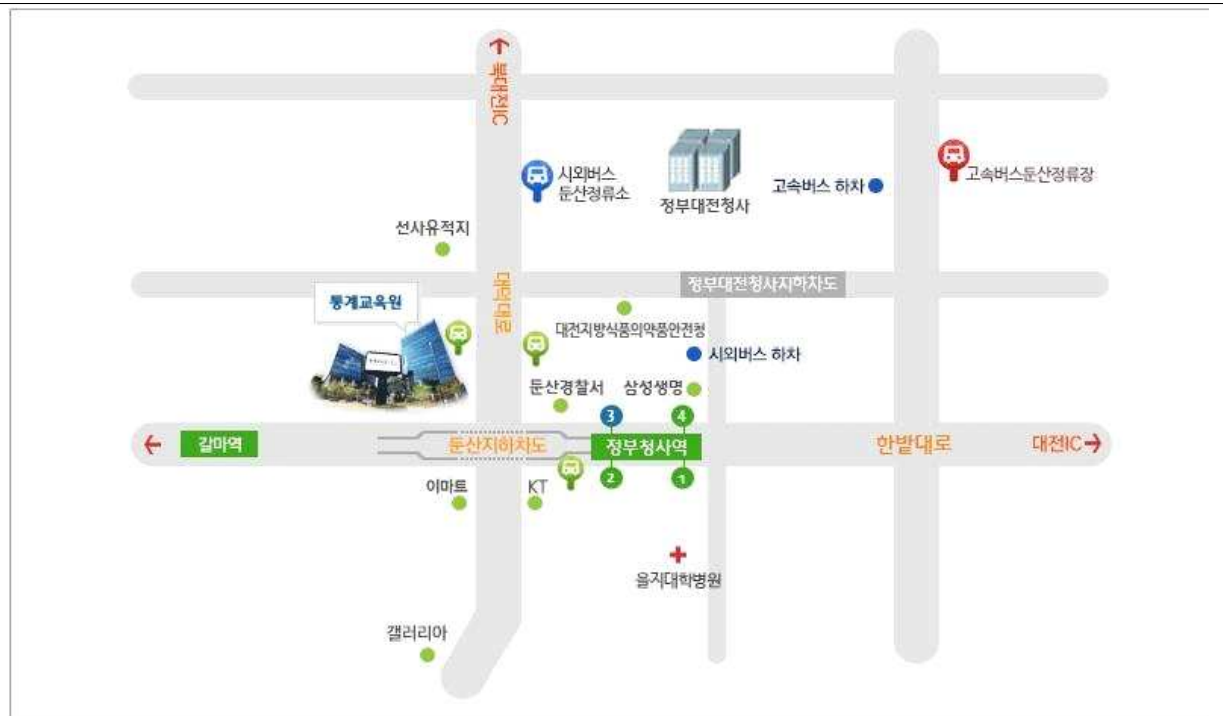 북대전IC
시외버스
둔산정류소
정부대전청사
고속버스 하차
고속버스둔산정류장
선사유적지
대덕대로
정부대전청사지하차도
통계교육원
대전지방식품의약품안전청
시외버스 하차
둔산경찰서
삼성생명
3
4
갈마역
둔산지하차도
정부청사역
한밭대로
대전IC
2
1
이마트
KT
을지대학병원
갤러리아